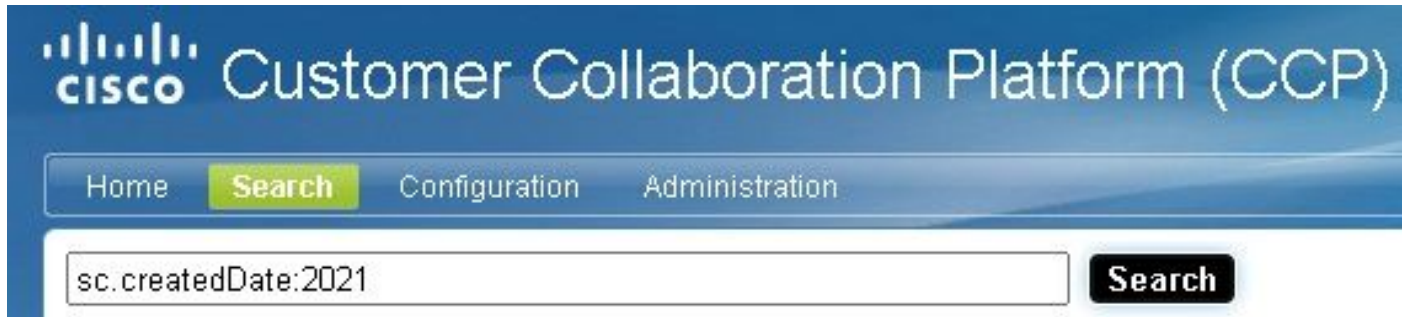 CISCO Customer Collaboration Platform (CCP)
Home Search Configuration Administration
sc.createdDate:2021 Search